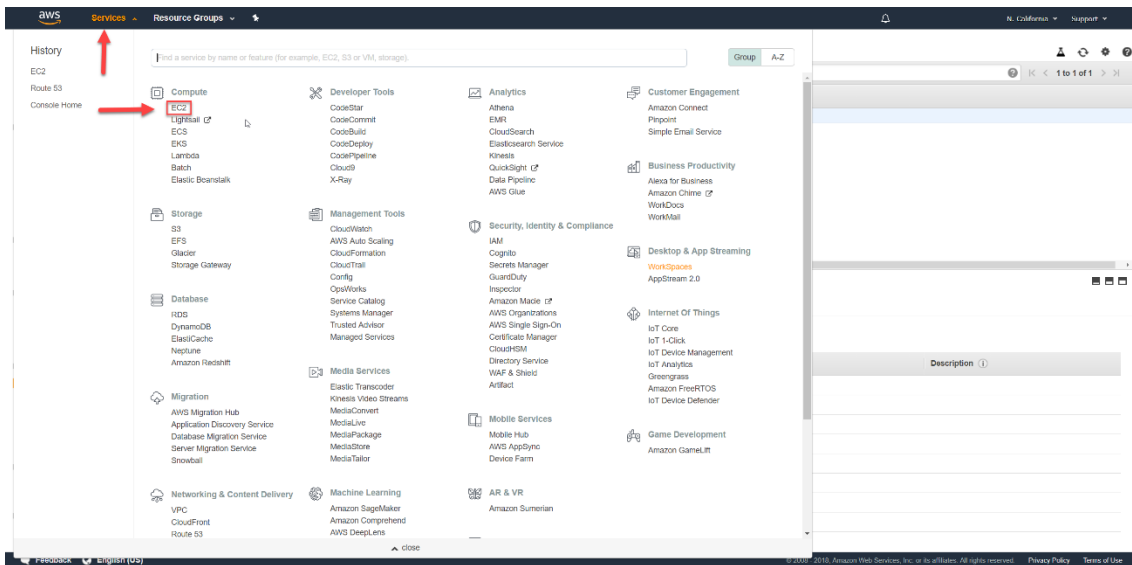 aws Services Resource Groups N. California Support
History
EC2
Route 53
Console Home
Find a service by name or feature (for example, EC2, S3 or VM, storage).
Group A-Z
1 to 1 of 1
Compute
EC2
Lightsail
ECS
EKS
Lambda
Batch
Elastic Beanstalk
Storage
S3
EFS
Glacier
Storage Gateway
Database
RDS
DynamoDB
ElastiCache
Neptune
Amazon Redshift
Migration
AWS Migration Hub
Application Discovery Service
Database Migration Service
Server Migration Service
Snowball
Networking & Content Delivery
VPC
CloudFront
Route 53
Developer Tools
CodeStar
CodeCommit
CodeBuild
CodeDeploy
CodePipeline
Cloud9
X-Ray
Management Tools
CloudWatch
AWS Auto Scaling
CloudFormation
CloudTrail
Config
OpsWorks
Service Catalog
Systems Manager
Trusted Advisor
Managed Services
Media Services
Elastic Transcoder
Kinesis Video Streams
MediaConvert
MediaLive
MediaPackage
MediaStore
MediaTailor
Machine Learning
Amazon SageMaker
Amazon Comprehend
AWS DeepLens
Analytics
Athena
EMR
CloudSearch
Elasticsearch Service
Kinesis
QuickSight
Data Pipeline
AWS Glue
Security, Identity & Compliance
IAM
Cognito
Secrets Manager
GuardDuty
Inspector
Amazon Macie
AWS Organizations
AWS Single Sign-On
Certificate Manager
CloudHSM
Directory Service
WAF & Shield
Artifact
Mobile Services
Mobile Hub
AWS AppSync
Device Farm
AR & VR
Amazon Sumerian
Customer Engagement
Amazon Connect
Pinpoint
Simple Email Service
Business Productivity
Alexa for Business
Amazon Chime
WorkDocs
WorkMail
Desktop & App Streaming
WorkSpaces
AppStream 2.0
Internet Of Things
IoT Core
IoT 1-Click
IoT Device Management
IoT Analytics
Greengrass
Amazon FreeRTOS
IoT Device Defender
Game Development
Amazon GameLift
Description
close
Feedback English (US) © 2008 - 2018, Amazon Web Services, Inc. or its affiliates. All rights reserved. Privacy Policy Terms of Use